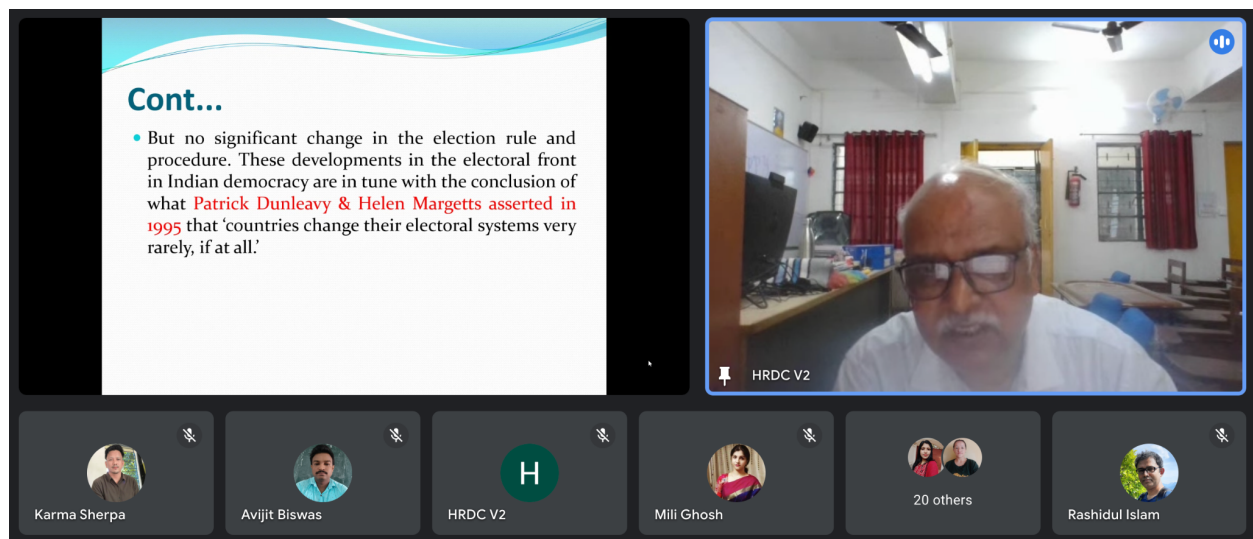 Cont...
But no significant change in the election rule and
procedure. These developments in the electoral front
in Indian democracy are in tune with the conclusion of
what Patrick Dunleavy & Helen Margetts asserted in
1995 that ‘countries change their electoral systems very
rarely, if at all.’
HRDC V2
Karma Sherpa
Avijit Biswas
H
HRDC V2
Mili Ghosh
20 others
Rashidul Islam